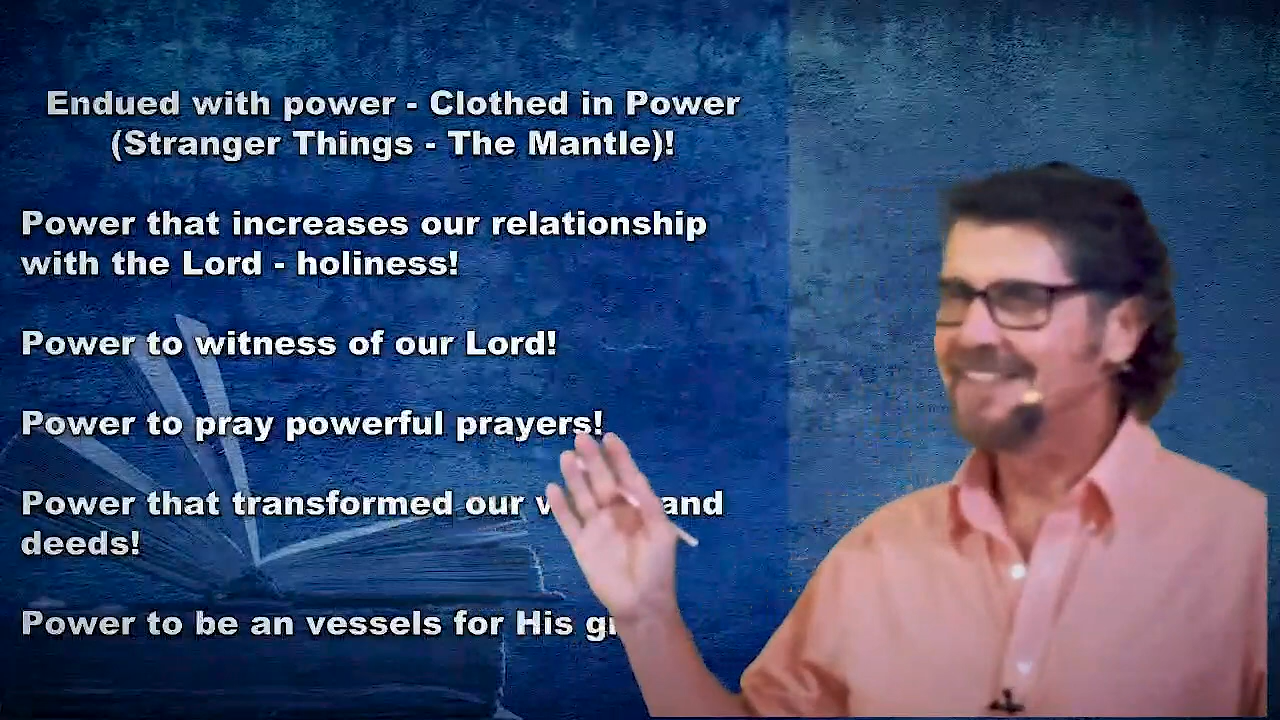 Endued with power - Clothed in Power
(Stranger Things - The Mantle)!
Power that increases our relationship
with the Lord - holiness!
Power to witness of our Lord!
Power to pray powerful prayers!
Power that transformed our and
deeds!
Power to be an vessels for His